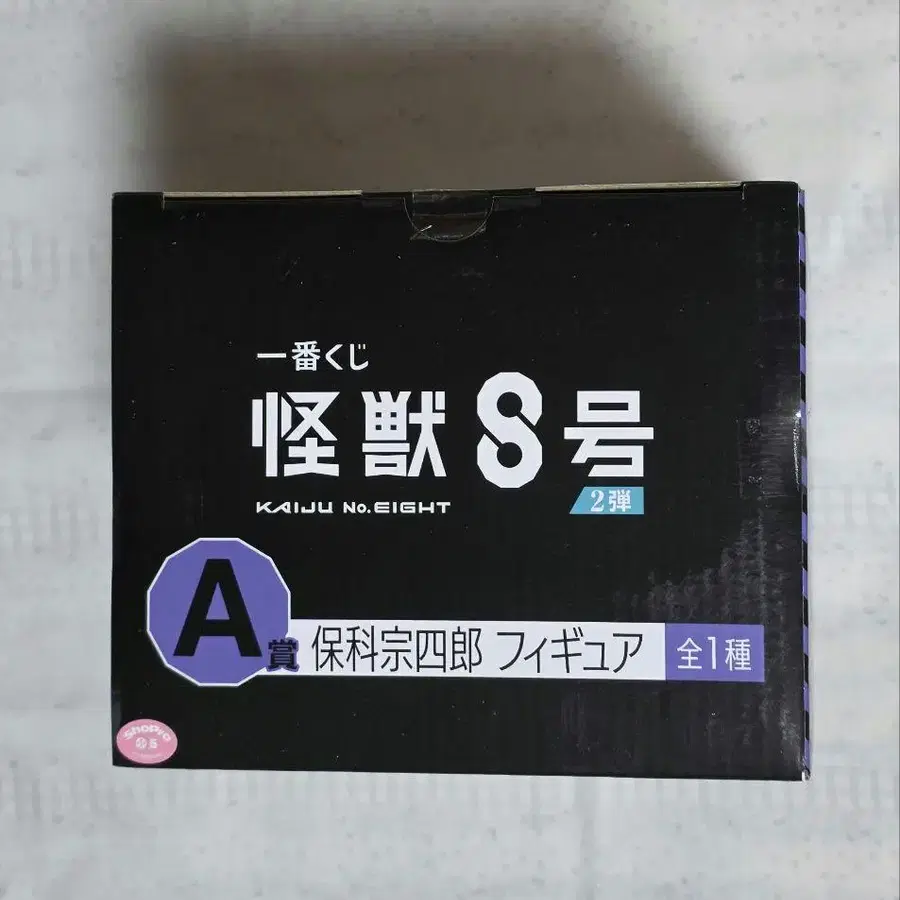 一番くじ
怪獣8号
KAIJU No.EIGHT
2弾
A賞
保科宗四郎 フィギュア 全1種
ShoPro